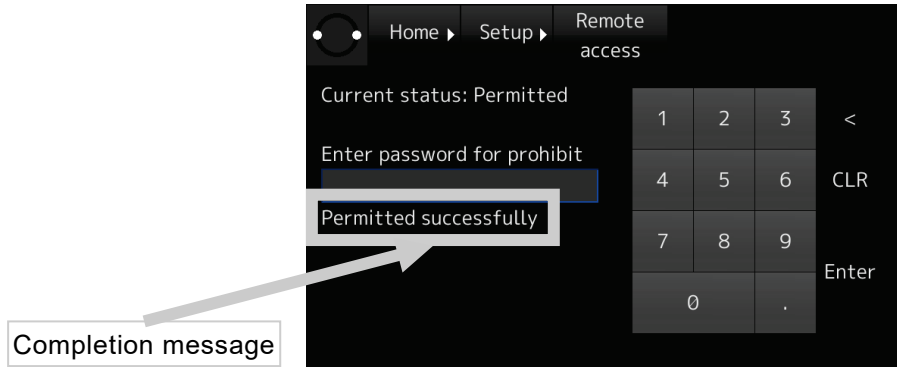 Home
Setup
Remote
access
Current status: Permitted
Enter password for prohibit
Permitted successfully
1 2 3 <
4 5 6 CLR
7 8 9
Enter
0 .
Completion message